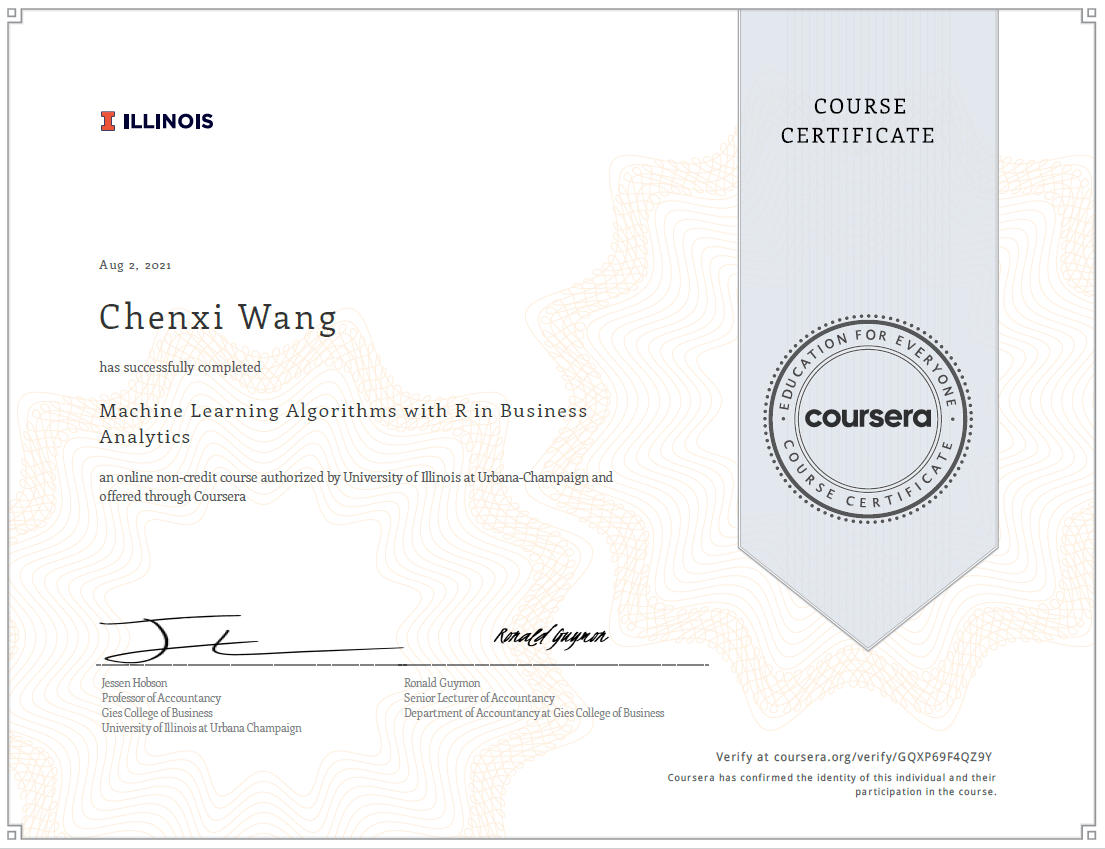 ILLINOIS
COURSE
CERTIFICATE
Aug 2, 2021
Chenxi Wang
has successfully completed
Machine Learning Algorithms with R in Business
Analytics
an online non-credit course authorized by University of Illinois at Urbana-Champaign and
offered through Coursera
EDUCATION FOR EVERYONE
coursera
COURSE CERTIFICATE
Ronald Guymon
Jessen Hobson
Professor of Accountancy
Gies College of Business
University of Illinois at Urbana Champaign
Ronald Guymon
Senior Lecturer of Accountancy
Department of Accountancy at Gies College of Business
Verify at coursera.org/verify/GQXP69F4QZ9Y
Coursera has confirmed the identity of this individual and their
participation in the course.